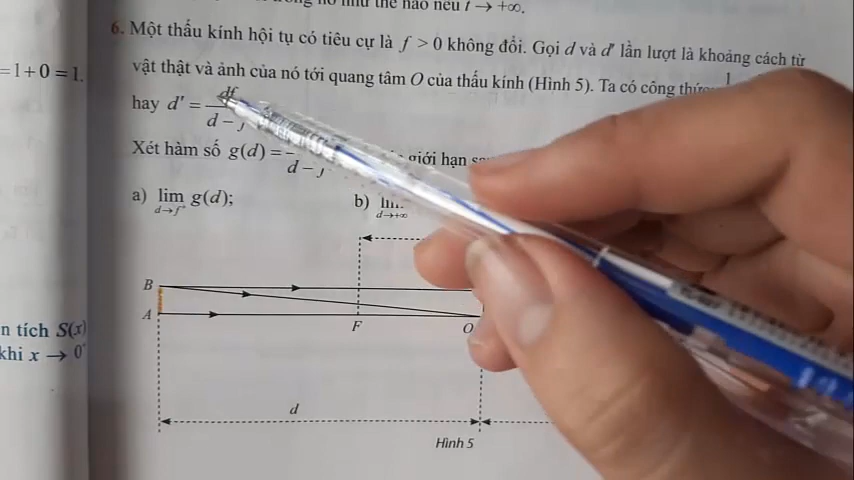 như thế nào nếu t → +∞.
6. Một thấu kính hội tụ có tiêu cự là f > 0 không đổi. Gọi d và d' lần lượt là khoảng cách từ
= 1 + 0 = 1.
vật thật và ảnh của nó tới quang tâm O của thấu kính (Hình 5). Ta có công thức 1
hay d' = df
d −
Xét hàm số g(d) =
d −
giới hạn
a) lim g(d);
d→f
b) lim
d→+∞
B
A
F
O
n tích S(x)
khi x → 0
d
Hình 5